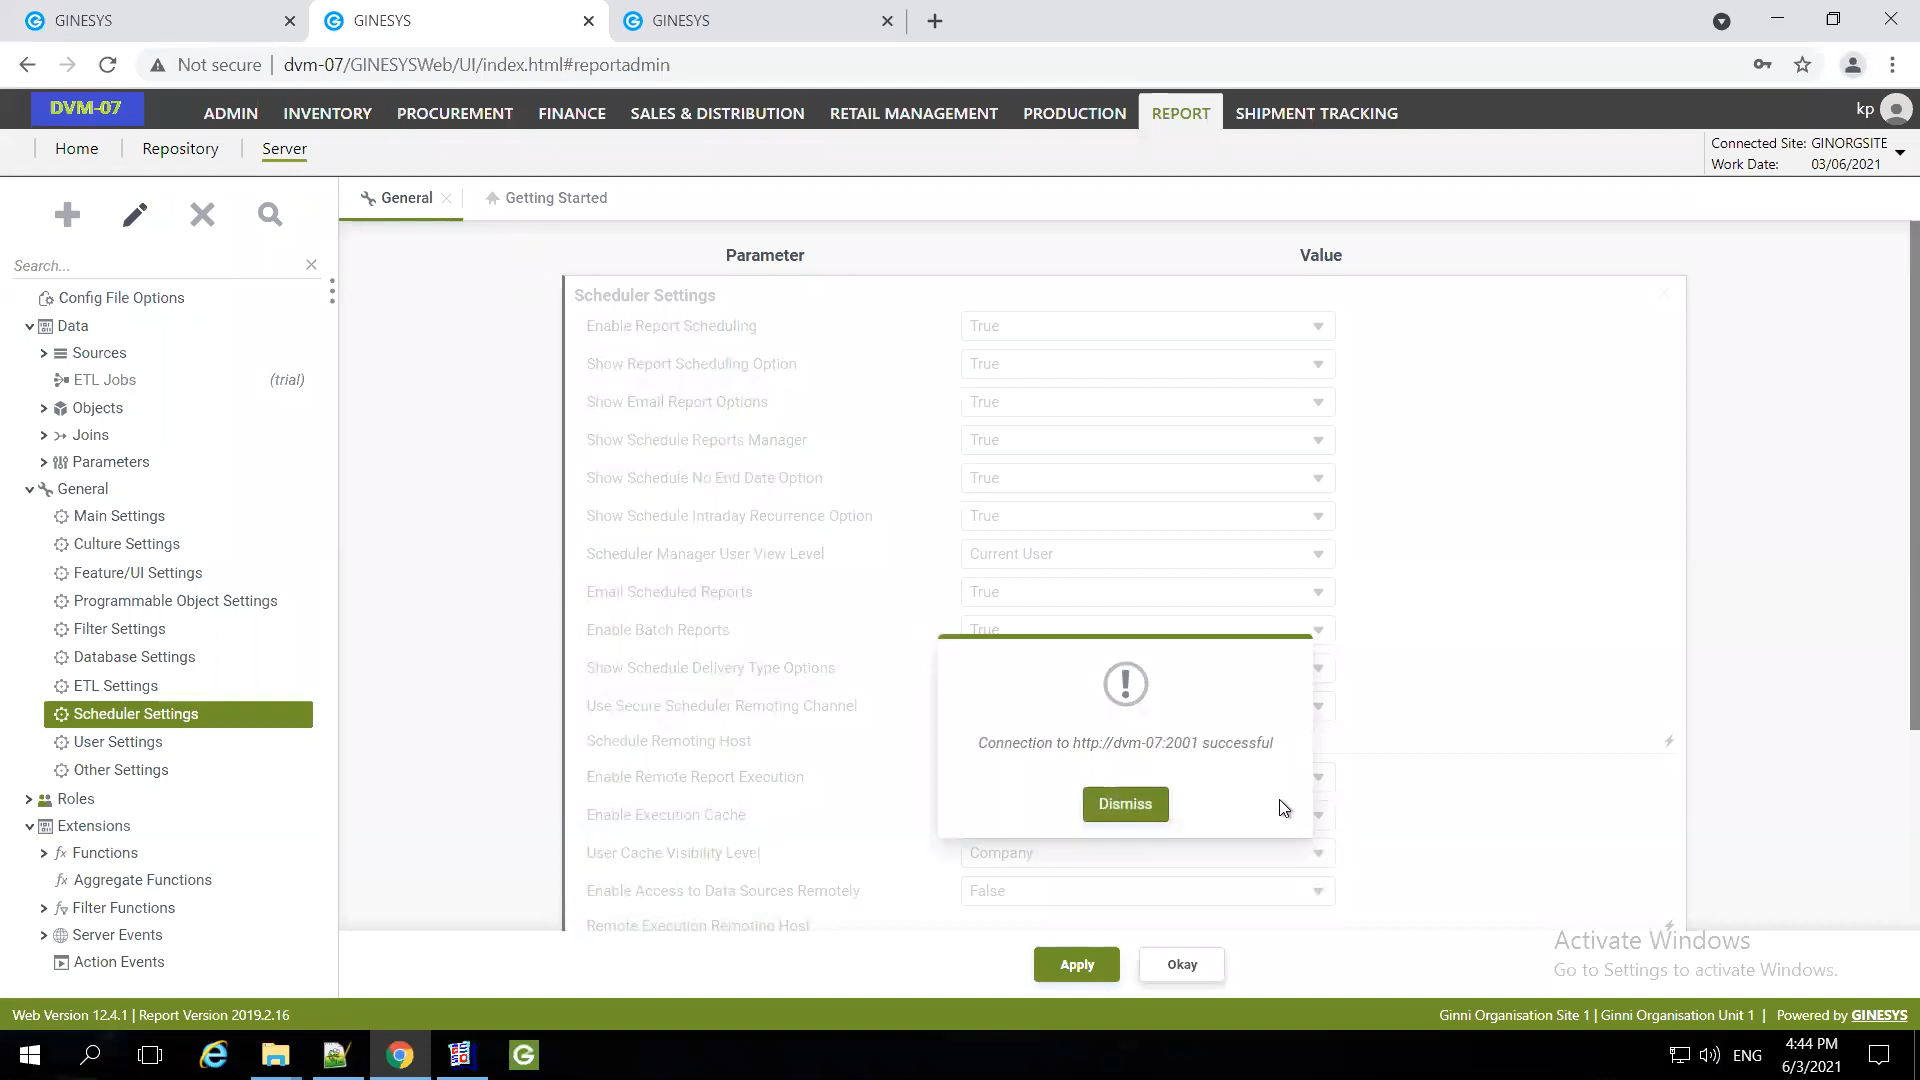 GINESYS
GINESYS
GINESYS
Not secure
dvm-07/GINESYSWeb/UI/index.html#reportadmin
DVM-07
ADMIN INVENTORY PROCUREMENT FINANCE SALES & DISTRIBUTION RETAIL MANAGEMENT PRODUCTION REPORT SHIPMENT TRACKING
kp
Home Repository Server
Connected Site: GINORGSITE
Work Date: 03/06/2021
General
Getting Started
Search...
Config File Options
Data
Sources
ETL Jobs (trial)
Objects
Joins
Parameters
General
Main Settings
Culture Settings
Feature/UI Settings
Programmable Object Settings
Filter Settings
Database Settings
ETL Settings
Scheduler Settings
User Settings
Other Settings
Roles
Extensions
Functions
Aggregate Functions
Filter Functions
Server Events
Action Events
Parameter Value
Scheduler Settings
Enable Report Scheduling True
Show Report Scheduling Option True
Show Email Report Options True
Show Schedule Reports Manager True
Show Schedule No End Date Option True
Show Schedule Intraday Recurrence Option True
Scheduler Manager User View Level Current User
Email Scheduled Reports True
Enable Batch Reports True
Show Schedule Delivery Type Options
Use Secure Scheduler Remoting Channel
Schedule Remoting Host
Enable Remote Report Execution
Enable Execution Cache
User Cache Visibility Level Company
Enable Access to Data Sources Remotely False
Remote Execution Remoting Host
Connection to http://dvm-07:2001 successful
Dismiss
Apply Okay
Activate Windows
Go to Settings to activate Windows.
Web Version 12.4.1 | Report Version 2019.2.16
Ginni Organisation Site 1 | Ginni Organisation Unit 1 | Powered by GINESYS
ENG
4:44 PM
6/3/2021